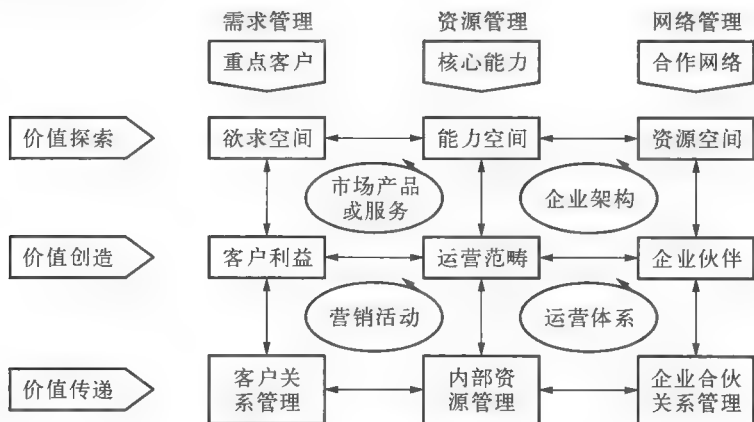 需求管理 资源管理 网络管理
重点客户 核心能力 合作网络
价值探索 欲求空间 能力空间 资源空间
市场产品
或服务
企业架构
价值创造 客户利益 运营范畴 企业伙伴
营销活动 运营体系
价值传递
客户关
系管理
内部资
源管理
企业合伙
关系管理